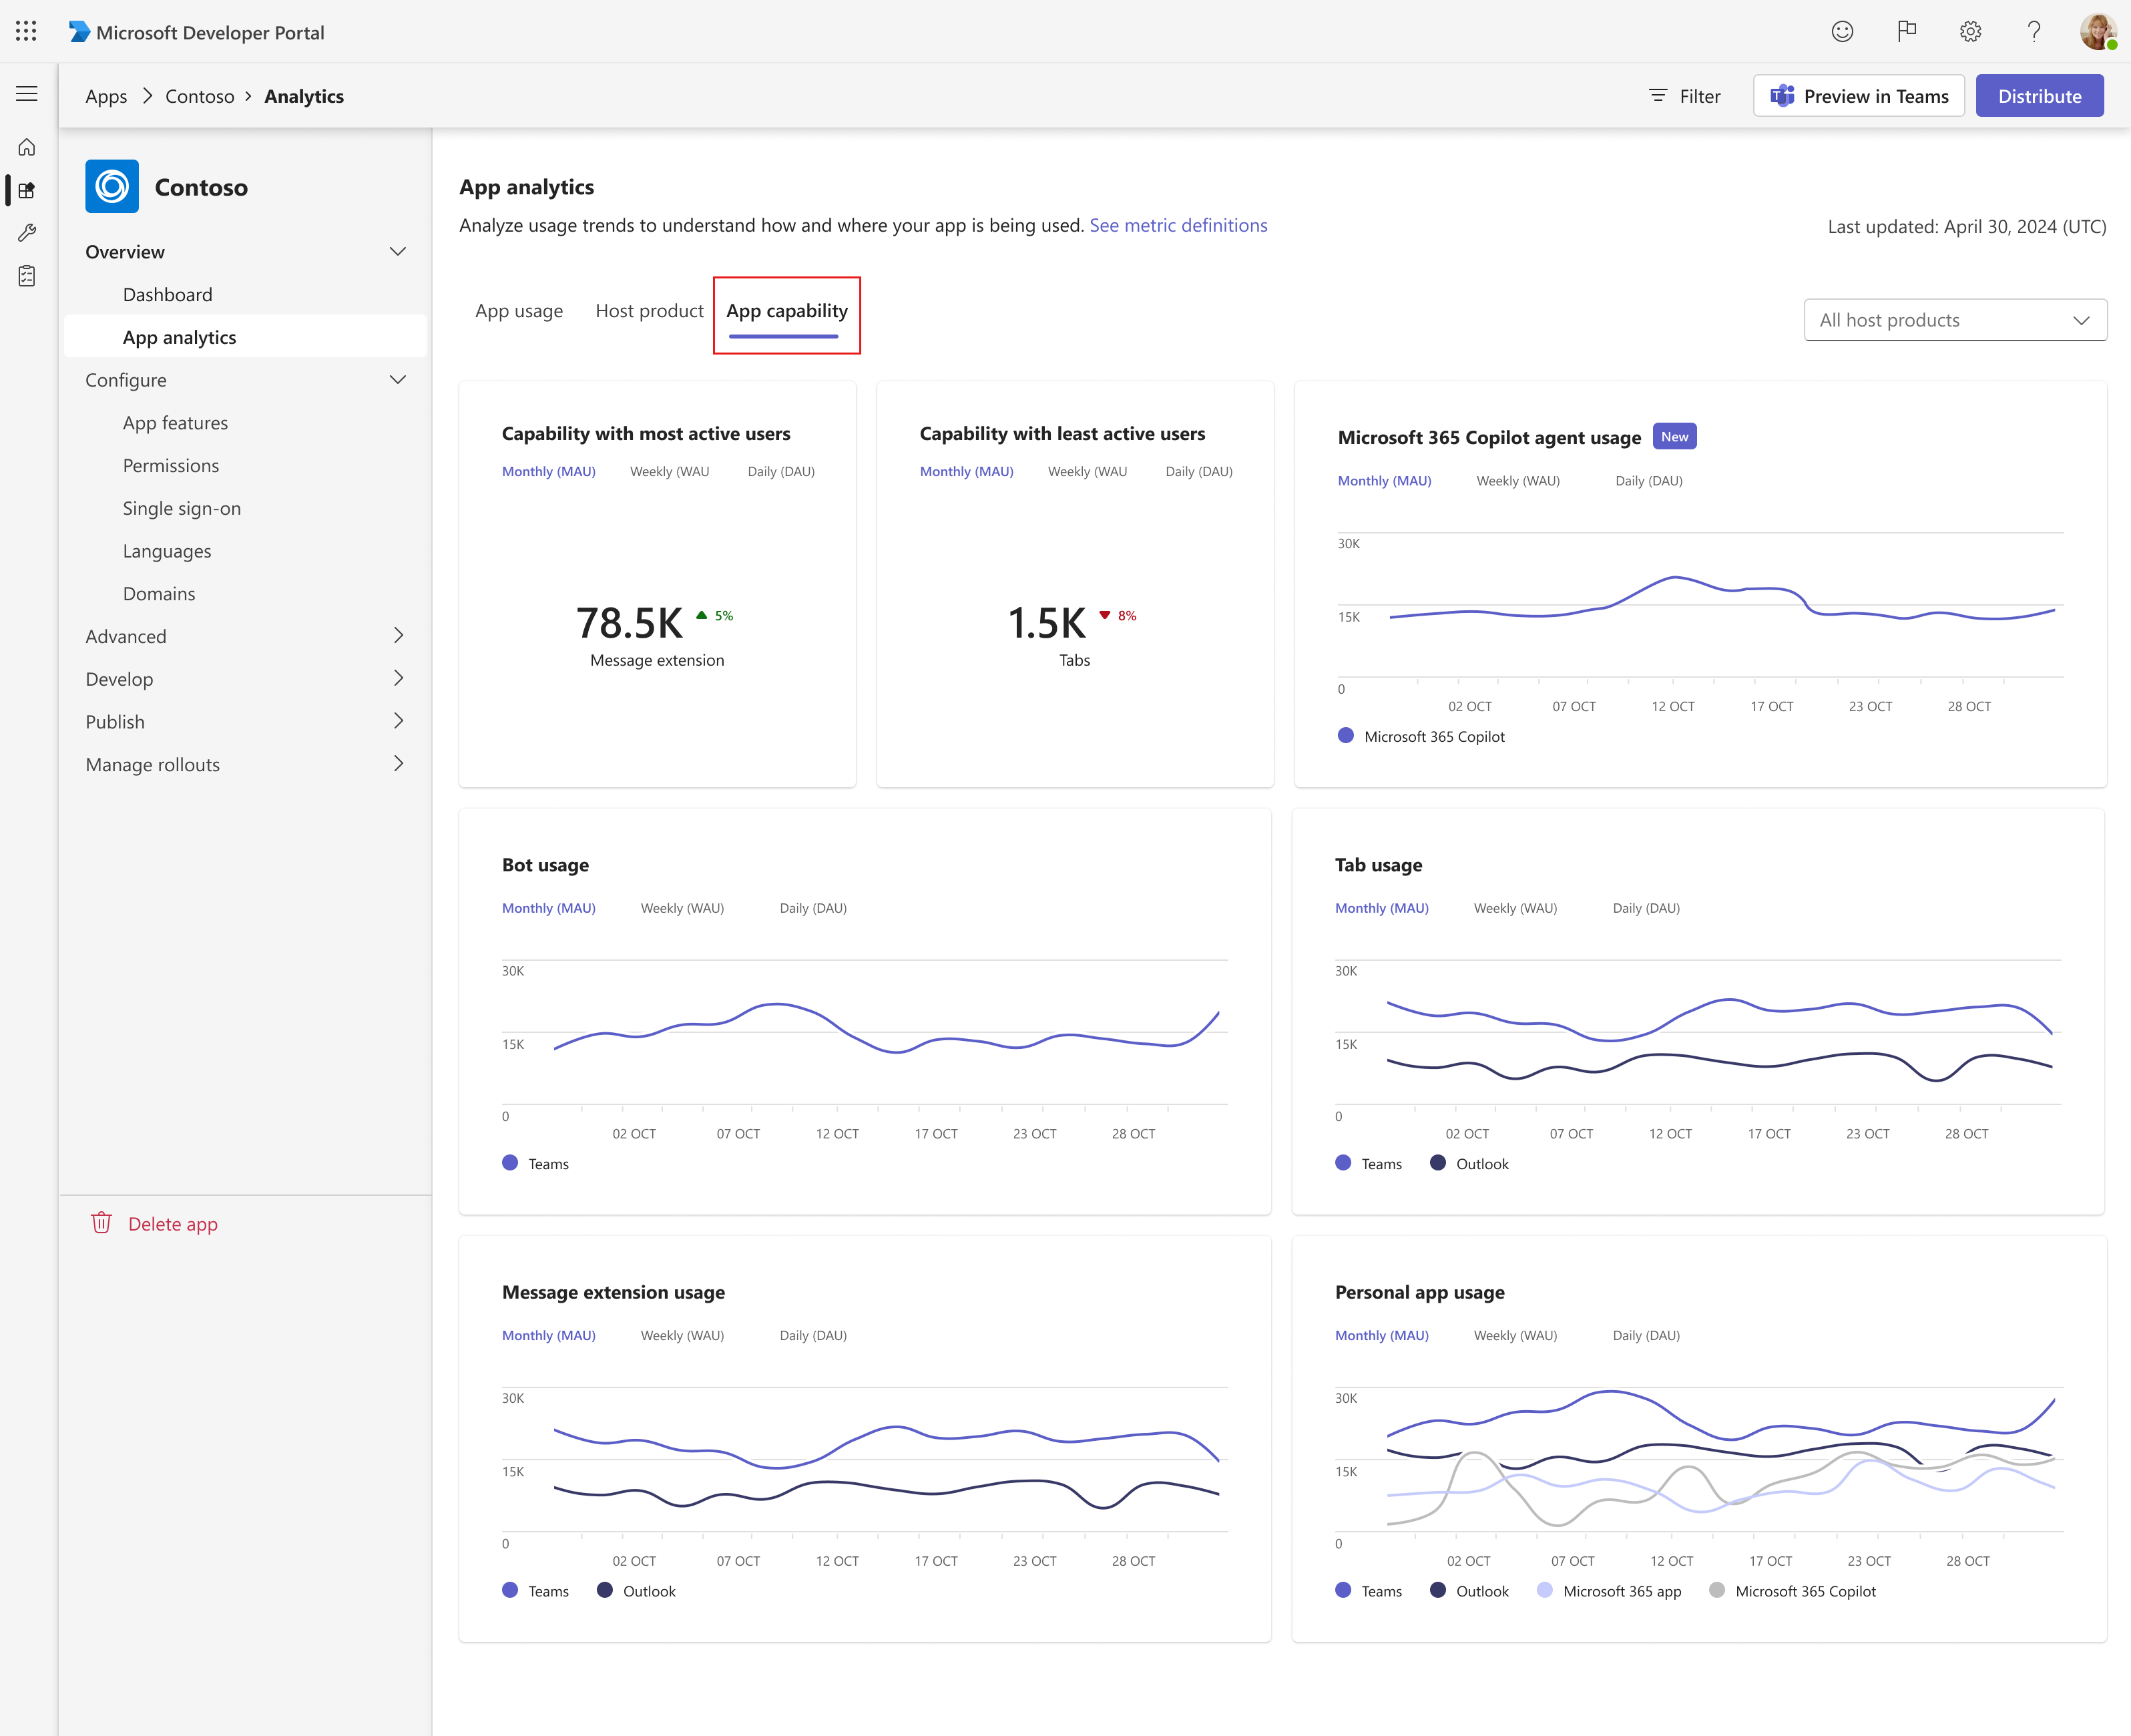 Microsoft Developer Portal
Apps > Contoso > Analytics
Filter
Preview in Teams
Distribute
Contoso
Overview
Dashboard
App analytics
Configure
App features
Permissions
Single sign-on
Languages
Domains
Advanced
Develop
Publish
Manage rollouts
Delete app
App analytics
Analyze usage trends to understand how and where your app is being used. See metric definitions
Last updated: April 30, 2024 (UTC)
App usage Host product App capability
All host products
Capability with most active users
Monthly (MAU) Weekly (WAU Daily (DAU)
78.5K 5%
Message extension
Capability with least active users
Monthly (MAU) Weekly (WAU Daily (DAU)
1.5K 8%
Tabs
Microsoft 365 Copilot agent usage New
Monthly (MAU) Weekly (WAU) Daily (DAU)
30K
15K
0
02 OCT 07 OCT 12 OCT 17 OCT 23 OCT 28 OCT
Microsoft 365 Copilot
Bot usage
Monthly (MAU) Weekly (WAU) Daily (DAU)
30K
15K
0
02 OCT 07 OCT 12 OCT 17 OCT 23 OCT 28 OCT
Teams
Tab usage
Monthly (MAU) Weekly (WAU) Daily (DAU)
30K
15K
0
02 OCT 07 OCT 12 OCT 17 OCT 23 OCT 28 OCT
Teams Outlook
Message extension usage
Monthly (MAU) Weekly (WAU) Daily (DAU)
30K
15K
0
02 OCT 07 OCT 12 OCT 17 OCT 23 OCT 28 OCT
Teams Outlook
Personal app usage
Monthly (MAU) Weekly (WAU) Daily (DAU)
30K
15K
0
02 OCT 07 OCT 12 OCT 17 OCT 23 OCT 28 OCT
Teams Outlook Microsoft 365 app Microsoft 365 Copilot